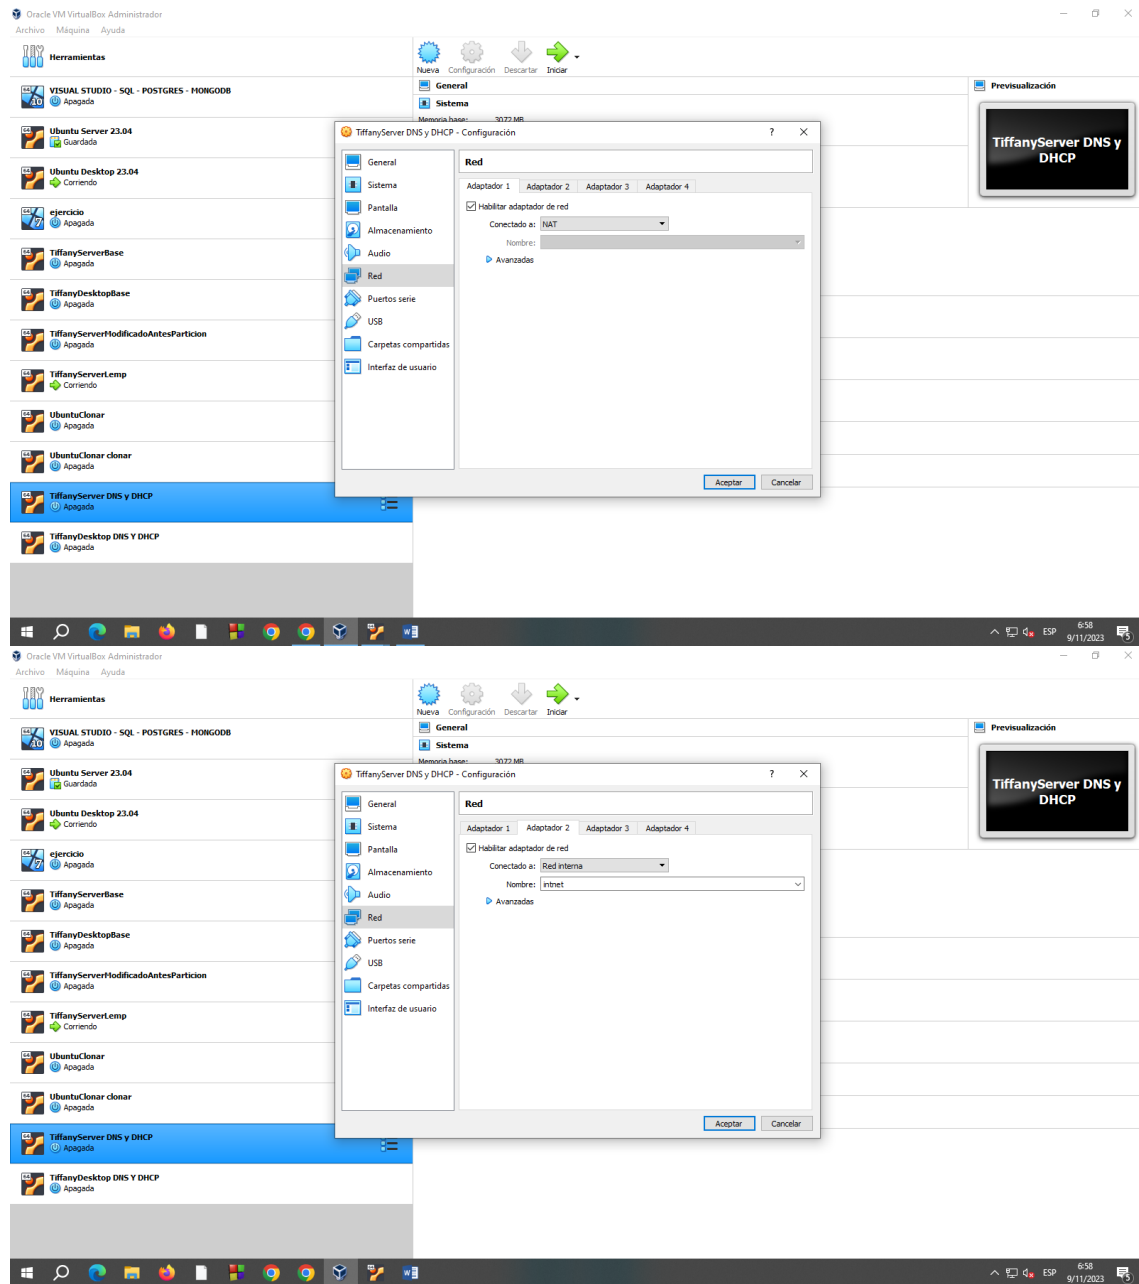 Oracle VM VirtualBox Administrador
Archivo Máquina Ayuda
Herramientas
Nueva Configuración Descartar Iniciar
VISUAL STUDIO - SQL - POSTGRES - MONGODB
Apagada
Ubuntu Server 23.04
Guardada
Ubuntu Desktop 23.04
Corriendo
ejercicio
Apagada
TiffanyServerBase
Apagada
TiffanyDesktopBase
Apagada
TiffanyServerModificadoAntesParticion
Apagada
TiffanyServerLemp
Corriendo
UbuntuClonar
Apagada
UbuntuClonar clonar
Apagada
TiffanyServer DNS y DHCP
Apagada
TiffanyDesktop DNS Y DHCP
Apagada
General
Sistema
Memoria base: 3072 MB
Previsualización
TiffanyServer DNS y
DHCP
TiffanyServer DNS y DHCP - Configuración ? ×
General
Sistema
Pantalla
Almacenamiento
Audio
Red
Puertos serie
USB
Carpetas compartidas
Interfaz de usuario
Red
Adaptador 1 Adaptador 2 Adaptador 3 Adaptador 4
Habilitar adaptador de red
Conectado a: NAT
Nombre:
Avanzadas
Aceptar Cancelar
ESP
6:58
9/11/2023
5
Oracle VM VirtualBox Administrador
Archivo Máquina Ayuda
Herramientas
Nueva Configuración Descartar Iniciar
VISUAL STUDIO - SQL - POSTGRES - MONGODB
Apagada
Ubuntu Server 23.04
Guardada
Ubuntu Desktop 23.04
Corriendo
ejercicio
Apagada
TiffanyServerBase
Apagada
TiffanyDesktopBase
Apagada
TiffanyServerModificadoAntesParticion
Apagada
TiffanyServerLemp
Corriendo
UbuntuClonar
Apagada
UbuntuClonar clonar
Apagada
TiffanyServer DNS y DHCP
Apagada
TiffanyDesktop DNS Y DHCP
Apagada
General
Sistema
Memoria base: 3072 MB
Previsualización
TiffanyServer DNS y
DHCP
TiffanyServer DNS y DHCP - Configuración ? ×
General
Sistema
Pantalla
Almacenamiento
Audio
Red
Puertos serie
USB
Carpetas compartidas
Interfaz de usuario
Red
Adaptador 1 Adaptador 2 Adaptador 3 Adaptador 4
Habilitar adaptador de red
Conectado a: Red interna
Nombre: intnet
Avanzadas
Aceptar Cancelar
ESP
6:58
9/11/2023
5